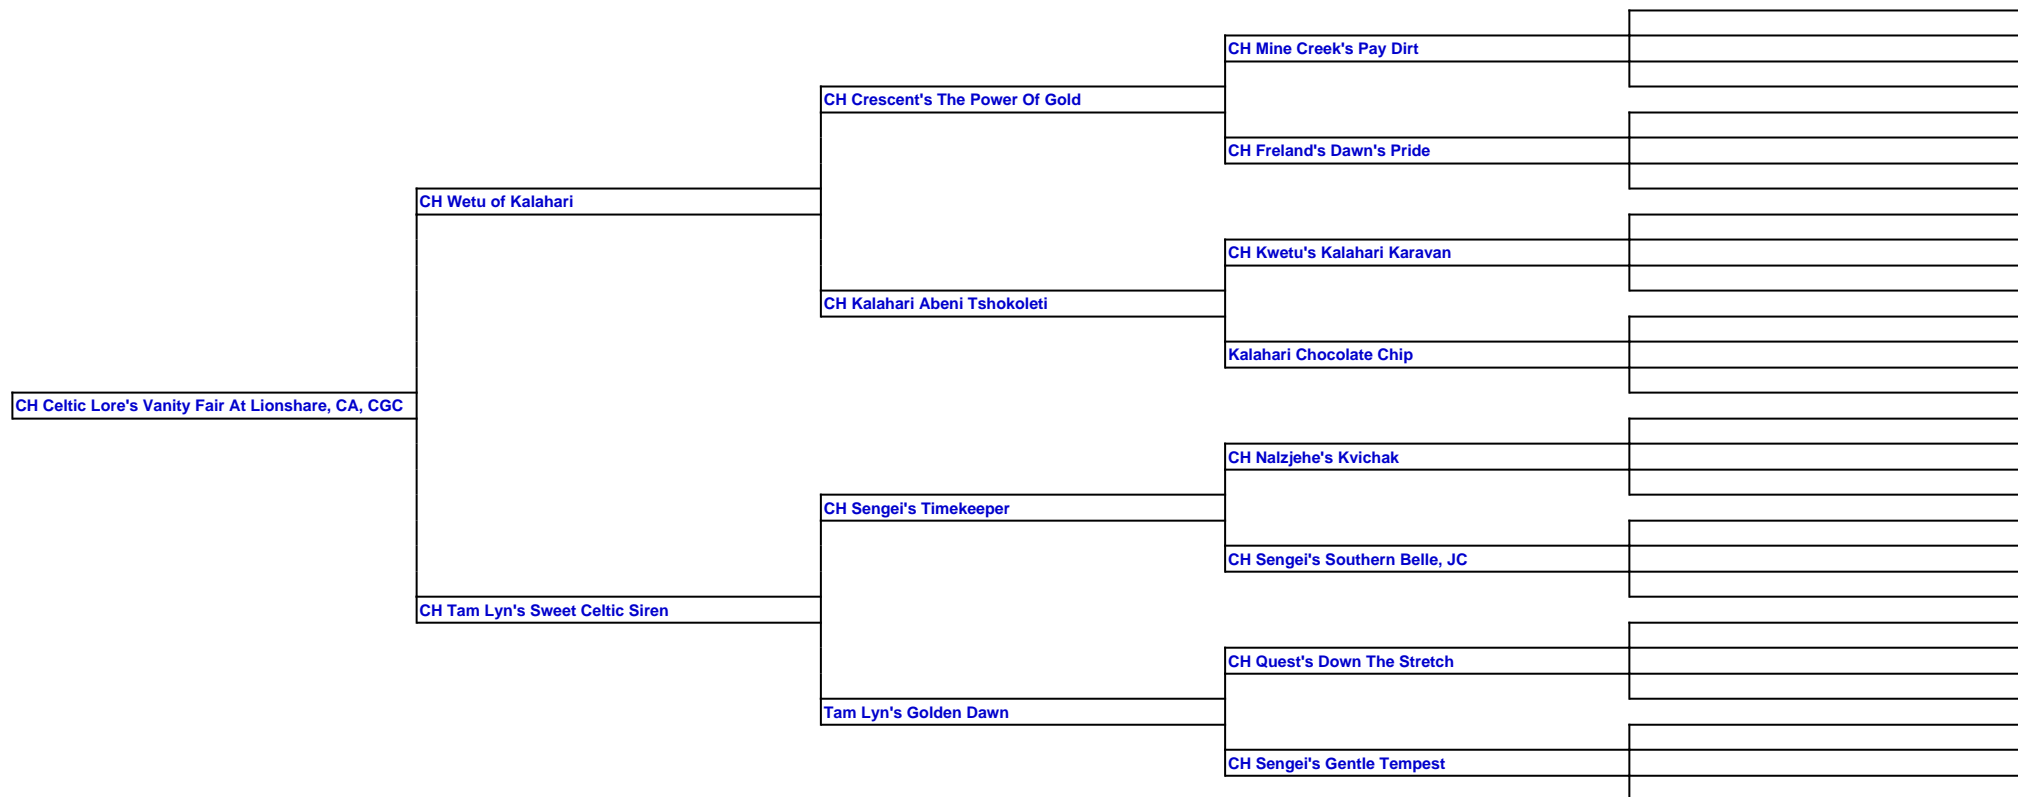 CH Mine Creek's Pay Dirt
CH Crescent's The Power Of Gold
CH Freland's Dawn's Pride
CH Wetu of Kalahari
CH Kwetu's Kalahari Karavan
CH Kalahari Abeni Tshokoleti
Kalahari Chocolate Chip
CH Celtic Lore's Vanity Fair At Lionshare, CA, CGC
CH Nalzjehe's Kvichak
CH Sengei's Timekeeper
CH Sengei's Southern Belle, JC
CH Tam Lyn's Sweet Celtic Siren
CH Quest's Down The Stretch
Tam Lyn's Golden Dawn
CH Sengei's Gentle Tempest